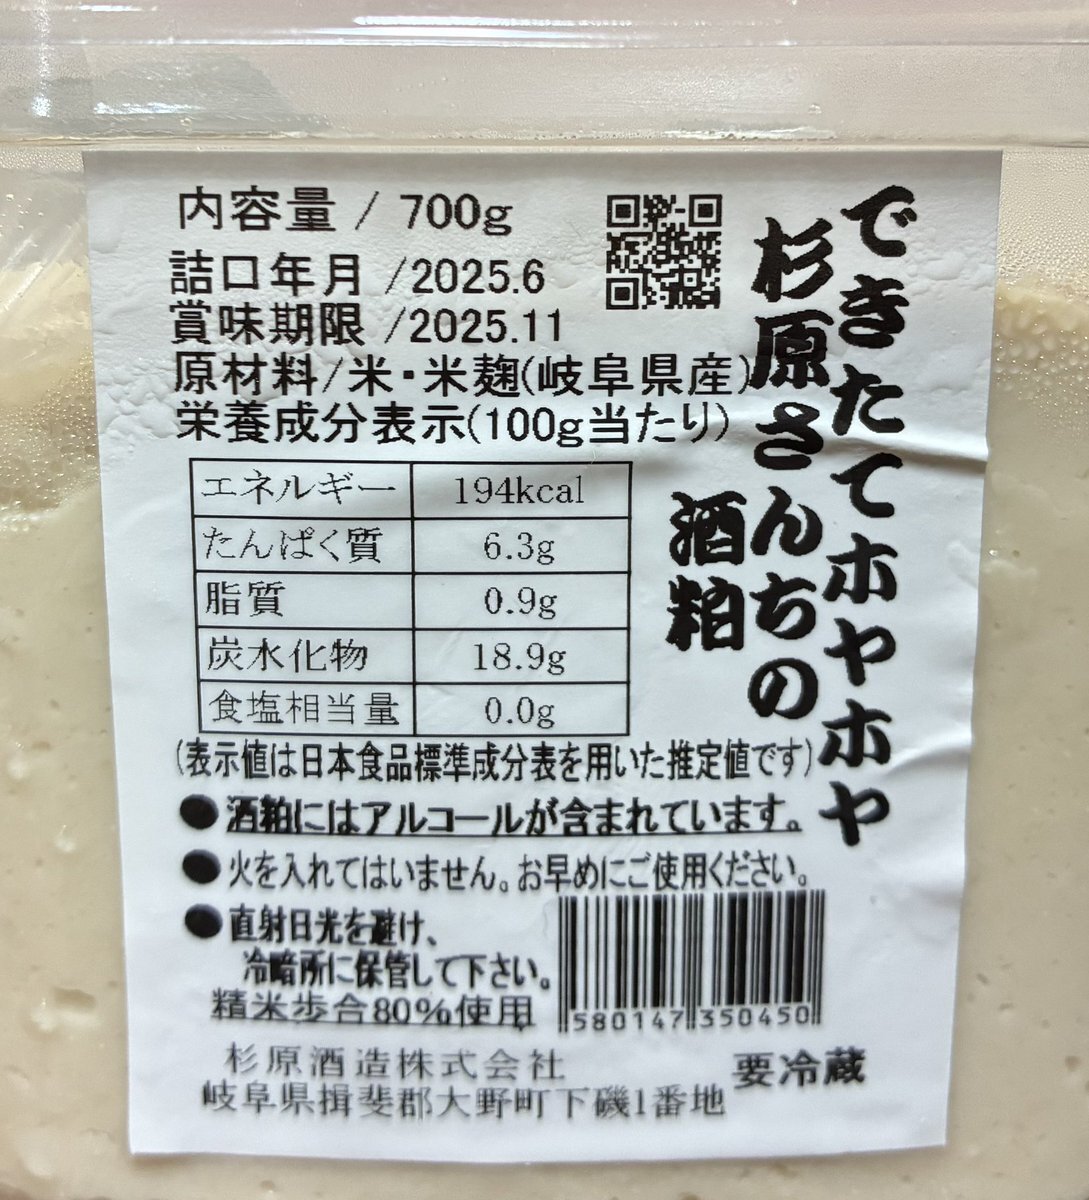 できたてホヤホヤ
杉原さんちの
酒粕
内容量 / 700g
詰口年月 /2025.6
賞味期限 /2025.11
原材料/米・米麹(岐阜県産)
栄養成分表示(100g当たり)
エネルギー 194kcal
たんぱく質 6.3g
脂質 0.9g
炭水化物 18.9g
食塩相当量 0.0g
(表示値は日本食品標準成分表を用いた推定値です)
●酒粕にはアルコールが含まれています。
●火を入れてはいません。お早めにご使用ください。
●直射日光を避け、
冷暗所に保管して下さい。
精米歩合80%使用
580147 350450
杉原酒造株式会社
要冷蔵
岐阜県揖斐郡大野町下磯1番地